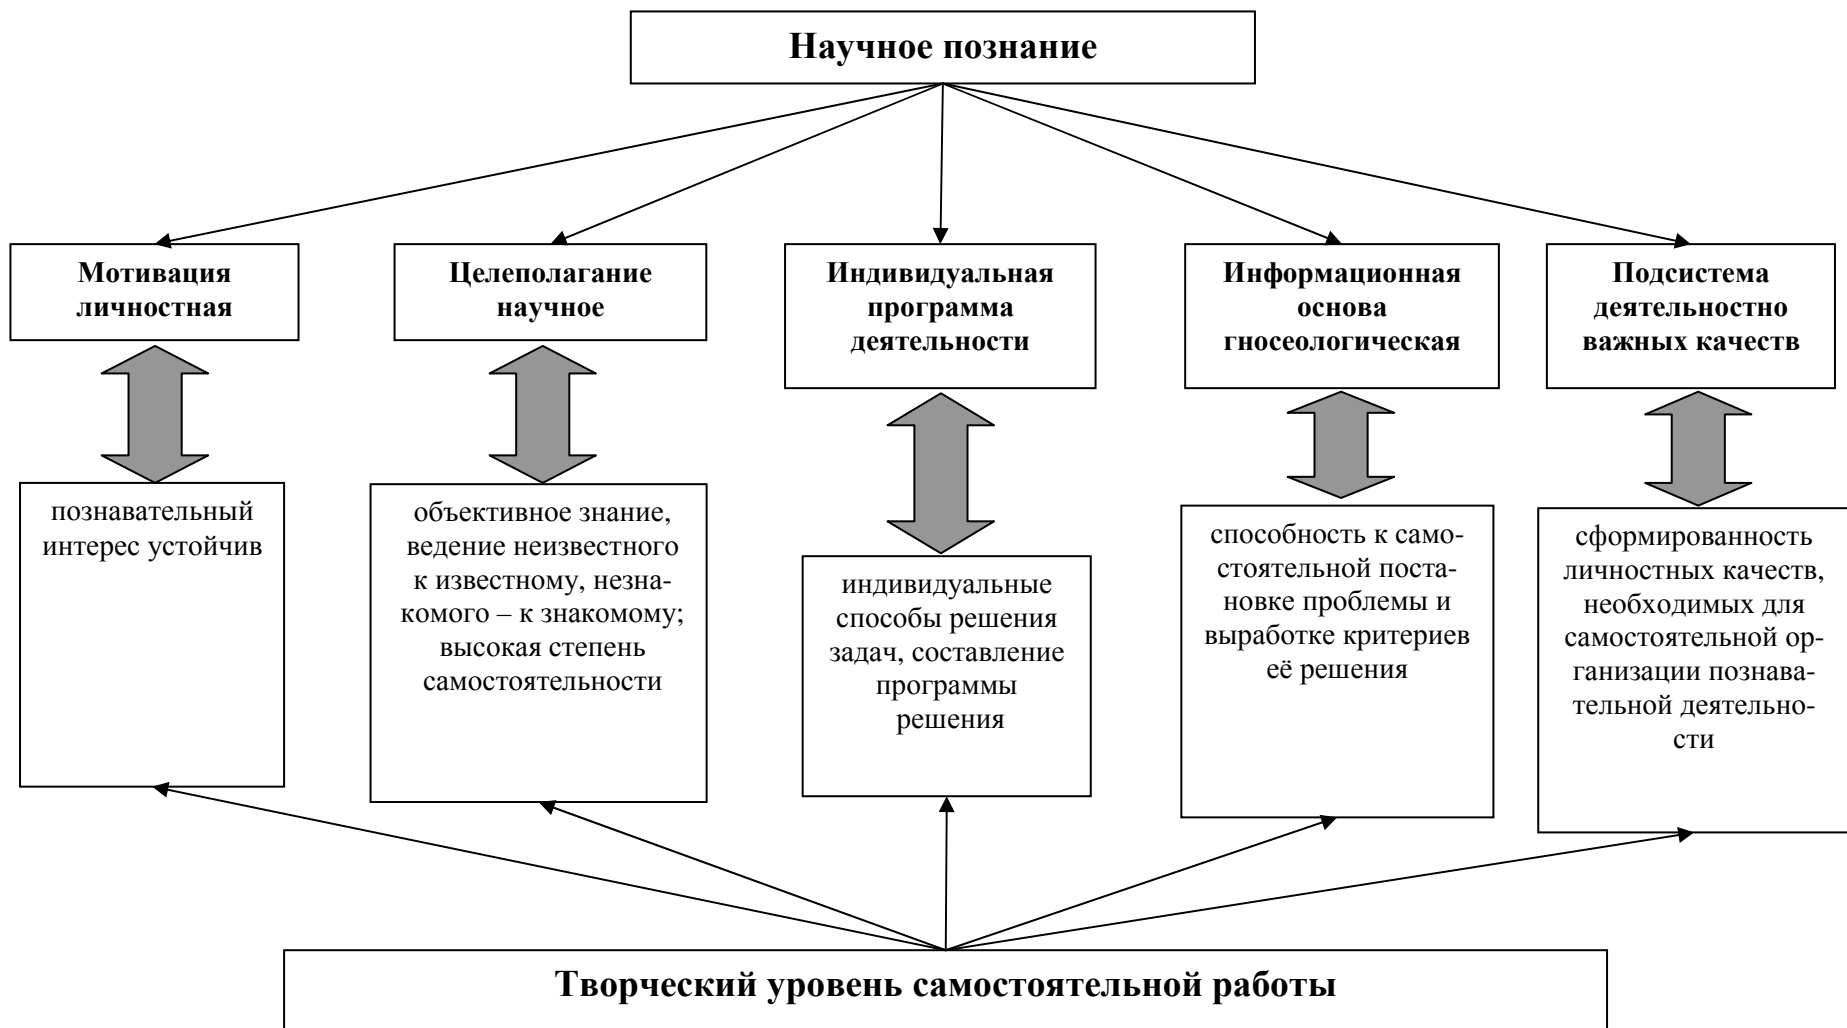 Научное познание
Мотивация
личностная
Целеполагание
научное
Индивидуальная
программа
деятельности
Информационная
основа
гносеологическая
Подсистема
деятельностно
важных качеств
познавательный
интерес устойчив
объективное знание,
ведение неизвестного
к известному, незна-
комого – к знакомому;
высокая степень
самостоятельности
индивидуальные
способы решения
задач, составление
программы
решения
способность к само-
стоятельной поста-
новке проблемы и
выработке критериев
её решения
сформированность
личностных качеств,
необходимых для
самостоятельной ор-
ганизации познава-
тельной деятельно-
сти
Творческий уровень самостоятельной работы